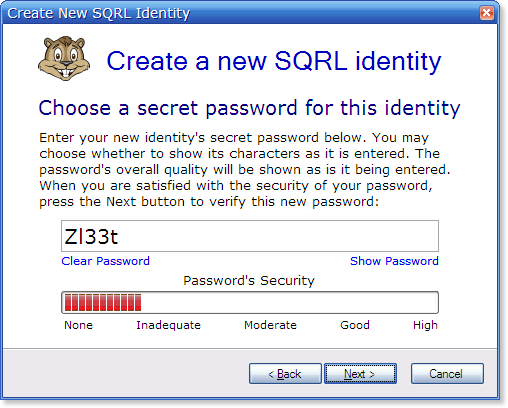 Create New SQRL Identity
Create a new SQRL identity
Choose a secret password for this identity
Enter your new identity's secret password below. You may
choose whether to show its characters as it is entered. The
password's overall quality will be shown as is it being entered.
When you are satisfied with the security of your password,
press the Next button to verify this new password:
Zl33t
Clear Password Show Password
Password's Security
None Inadequate Moderate Good High
< Back Next > Cancel